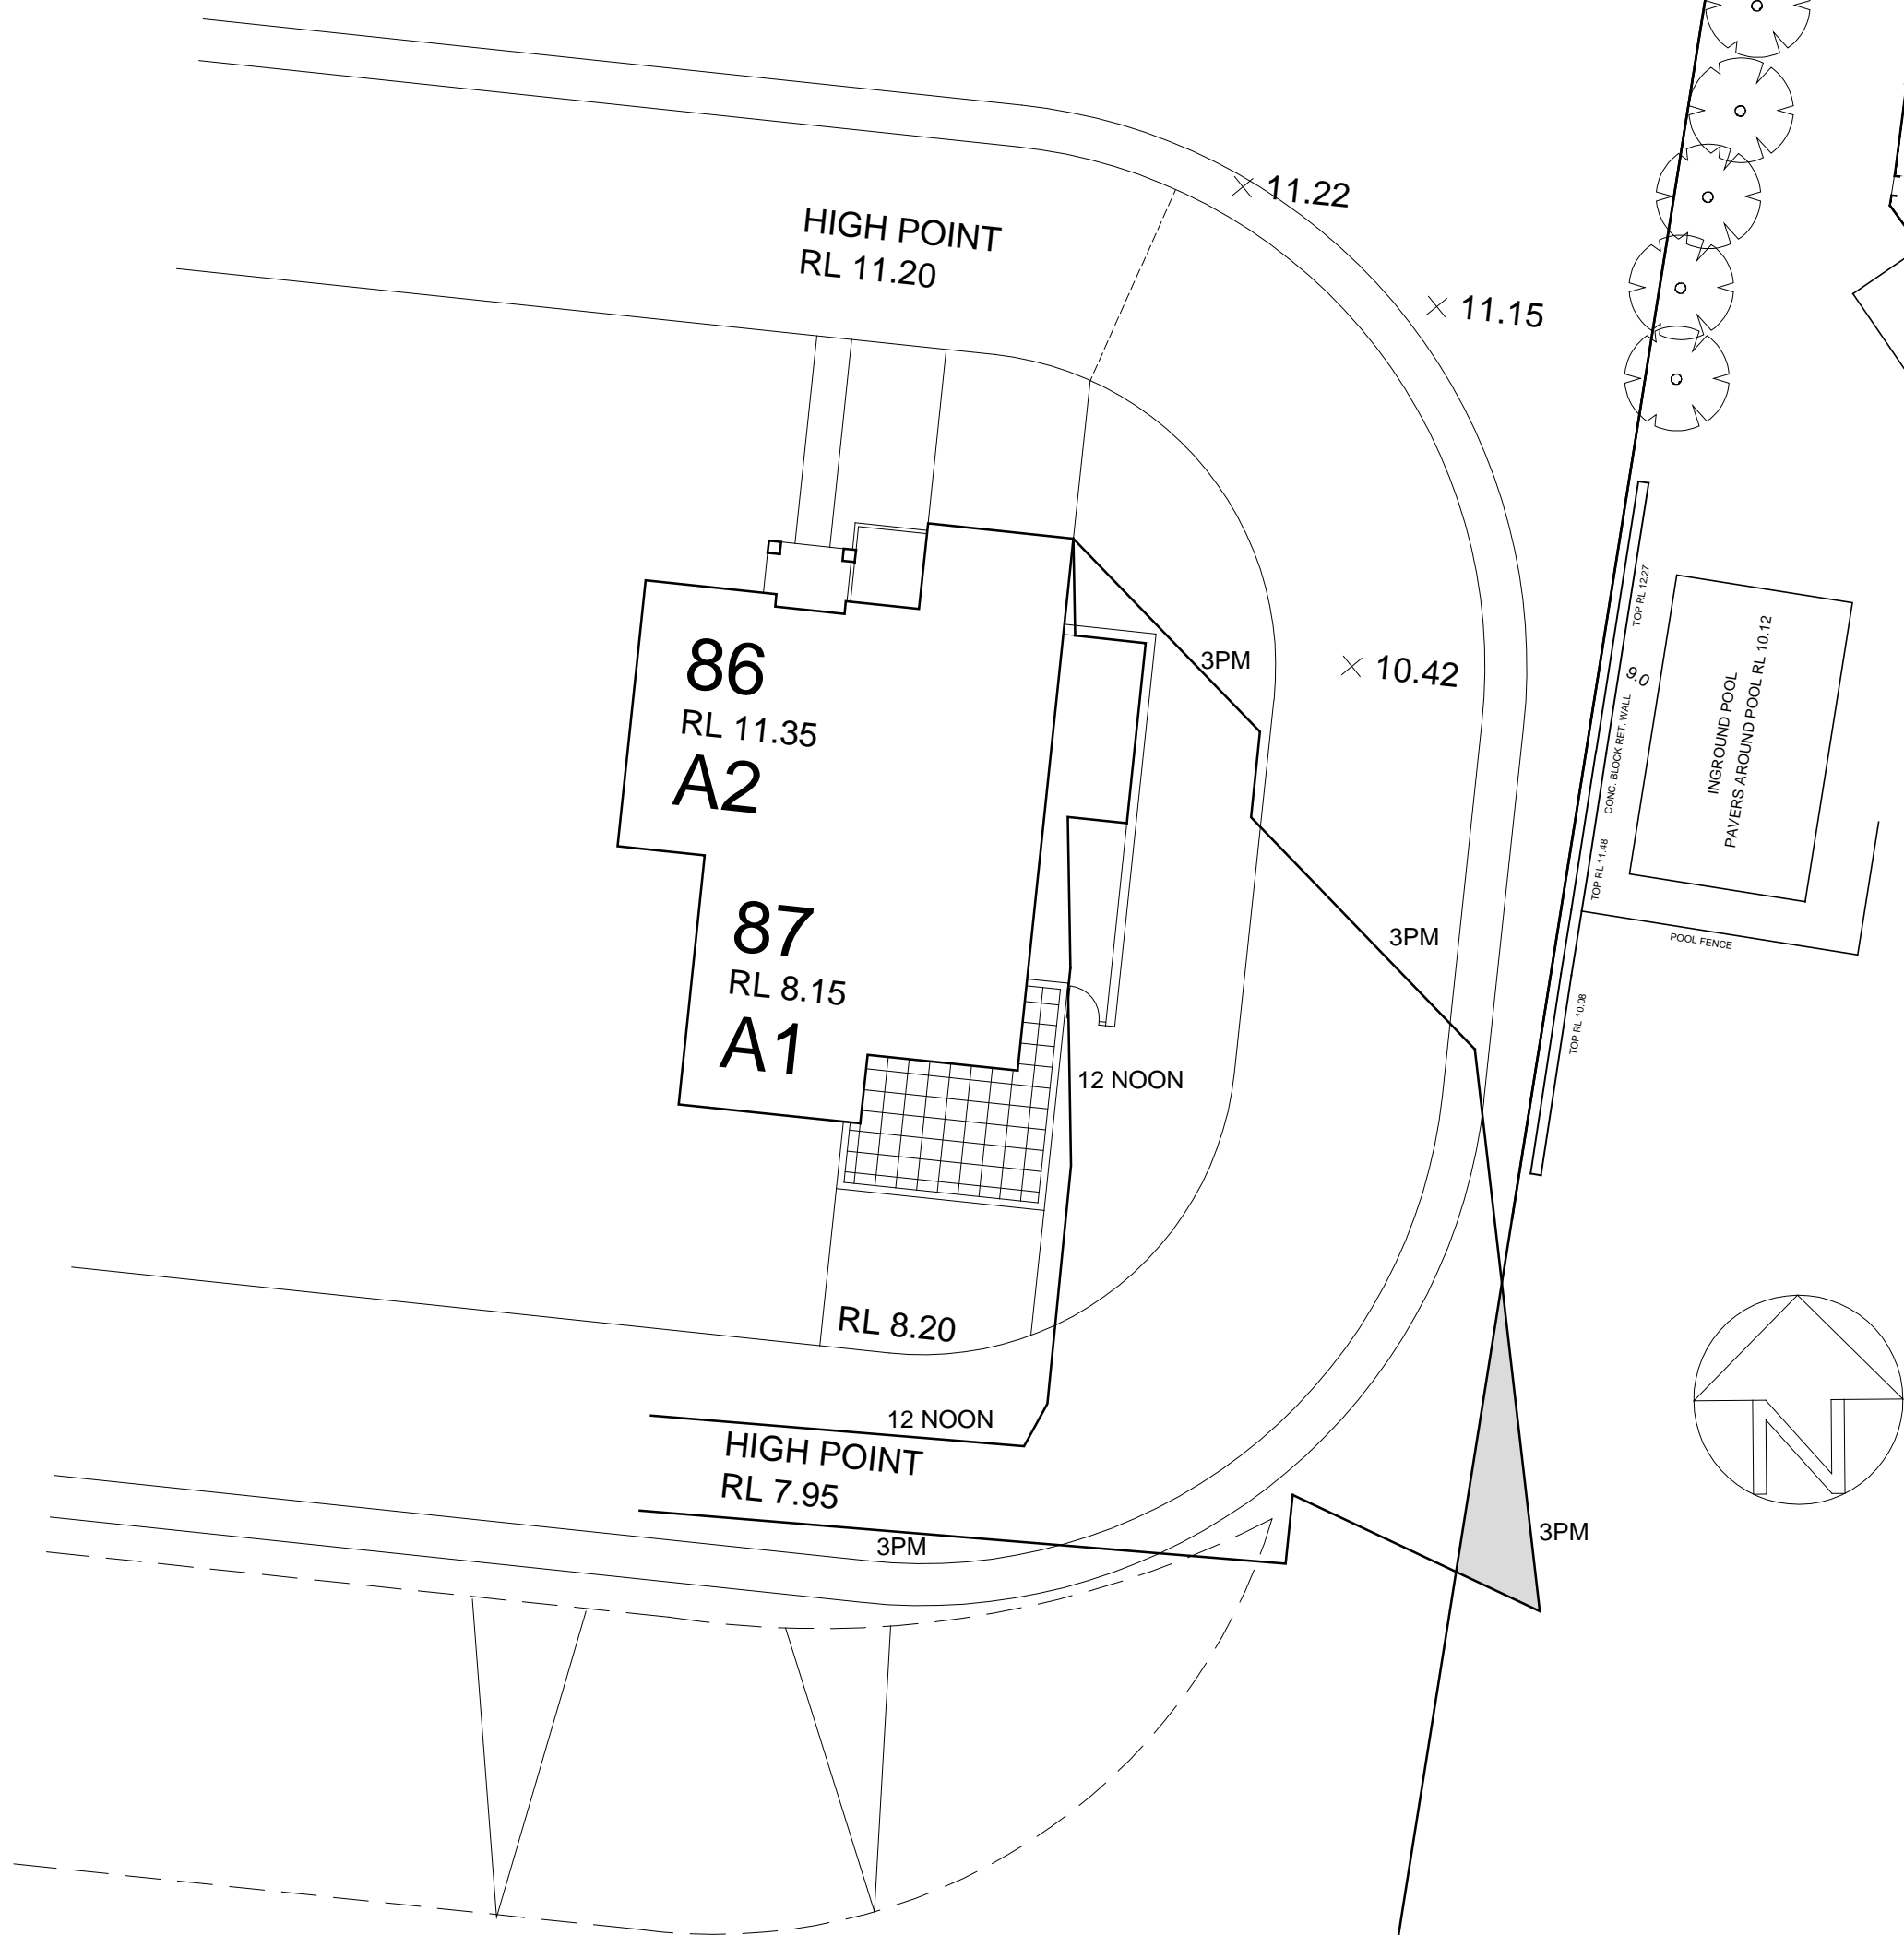 11.22
HIGH POINT
RL 11.20
11.15
TOP RL 12.27
3PM
10.42
9.0
86
RL 11.35
A2
CONC. BLOCK RET. WALL
INGROUND POOL
PAVERS AROUND POOL RL 10.12
TOP RL 11.48
87
RL 8.15
A1
3PM
POOL FENCE
TOP RL 10.08
12 NOON
RL 8.20
12 NOON
HIGH POINT
RL 7.95
3PM
3PM
N